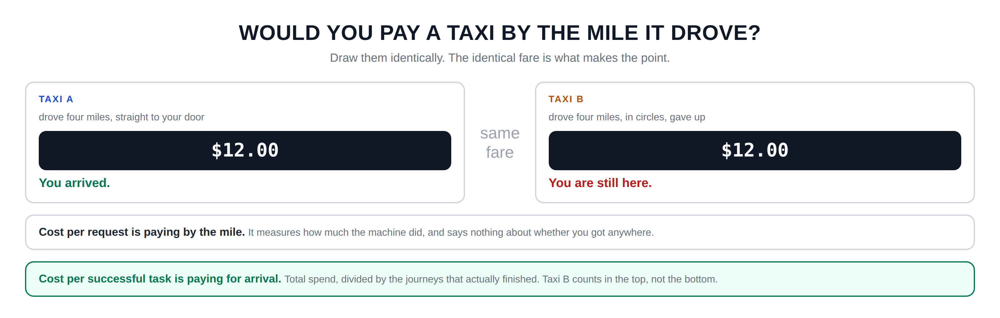 WOULD YOU PAY A TAXI BY THE MILE IT DROVE?
Draw them identically. The identical fare is what makes the point.
TAXI A
drove four miles, straight to your door
$12.00
You arrived.
same
fare
TAXI B
drove four miles, in circles, gave up
$12.00
You are still here.
Cost per request is paying by the mile. It measures how much the machine did, and says nothing about whether you got anywhere.
Cost per successful task is paying for arrival. Total spend, divided by the journeys that actually finished. Taxi B counts in the top, not the bottom.